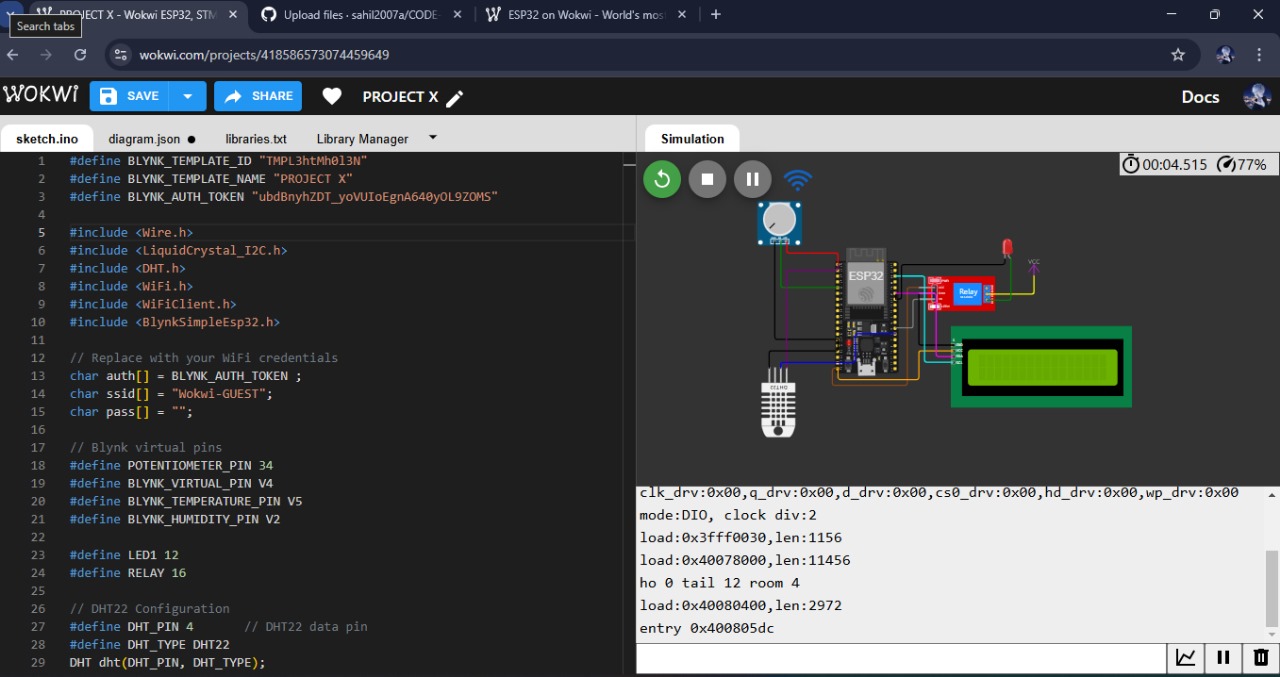 PROJECT X - Wokwi ESP32, STM
Upload files · sahil2007a/CODE-
ESP32 on Wokwi - World's mos
Search tabs
wokwi.com/projects/418586573074459649
WOKWi
SAVE
SHARE
PROJECT X
Docs
sketch.ino
diagram.json
libraries.txt
Library Manager
1 #define BLYNK_TEMPLATE_ID "TMPL3htMh0l3N"
2 #define BLYNK_TEMPLATE_NAME "PROJECT X"
3 #define BLYNK_AUTH_TOKEN "ubdBnyhZDT_yoVUIoEgnA640yOL9ZOMS"
4
5 #include <Wire.h>
6 #include <LiquidCrystal_I2C.h>
7 #include <DHT.h>
8 #include <WiFi.h>
9 #include <WiFiClient.h>
10 #include <BlynkSimpleEsp32.h>
11
12 // Replace with your WiFi credentials
13 char auth[] = BLYNK_AUTH_TOKEN ;
14 char ssid[] = "Wokwi-GUEST";
15 char pass[] = "";
16
17 // Blynk virtual pins
18 #define POTENTIOMETER_PIN 34
19 #define BLYNK_VIRTUAL_PIN V4
20 #define BLYNK_TEMPERATURE_PIN V5
21 #define BLYNK_HUMIDITY_PIN V2
22
23 #define LED1 12
24 #define RELAY 16
25
26 // DHT22 Configuration
27 #define DHT_PIN 4 // DHT22 data pin
28 #define DHT_TYPE DHT22
29 DHT dht(DHT_PIN, DHT_TYPE);
Simulation
00:04.515
77%
ESP32
Relay
VCC
DHT22
clk_drv:0x00,q_drv:0x00,d_drv:0x00,cs0_drv:0x00,hd_drv:0x00,wp_drv:0x00
mode:DIO, clock div:2
load:0x3fff0030,len:1156
load:0x40078000,len:11456
ho 0 tail 12 room 4
load:0x40080400,len:2972
entry 0x400805dc